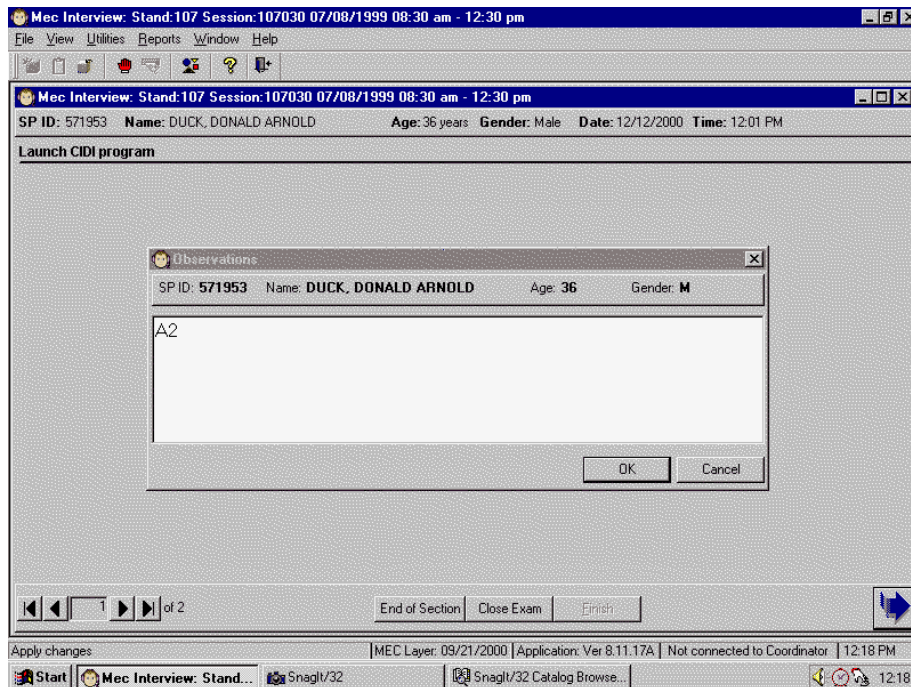 Mec Interview: Stand:107 Session:107030 07/08/1999 08:30 am - 12:30 pm
File View Utilities Reports Window Help
Mec Interview: Stand:107 Session:107030 07/08/1999 08:30 am - 12:30 pm
SP ID: 571953 Name: DUCK, DONALD ARNOLD Age: 36 years Gender: Male Date: 12/12/2000 Time: 12:01 PM
Launch CIDI program
Observations
SP ID: 571953 Name: DUCK, DONALD ARNOLD Age: 36 Gender: M
A2
OK Cancel
1 of 2 End of Section Close Exam Finish
Apply changes MEC Layer: 09/21/2000 Application: Ver 8.11.17A Not connected to Coordinator 12:18 PM
Start Mec Interview: Stand... SnagIt/32 SnagIt/32 Catalog Browse... 12:18